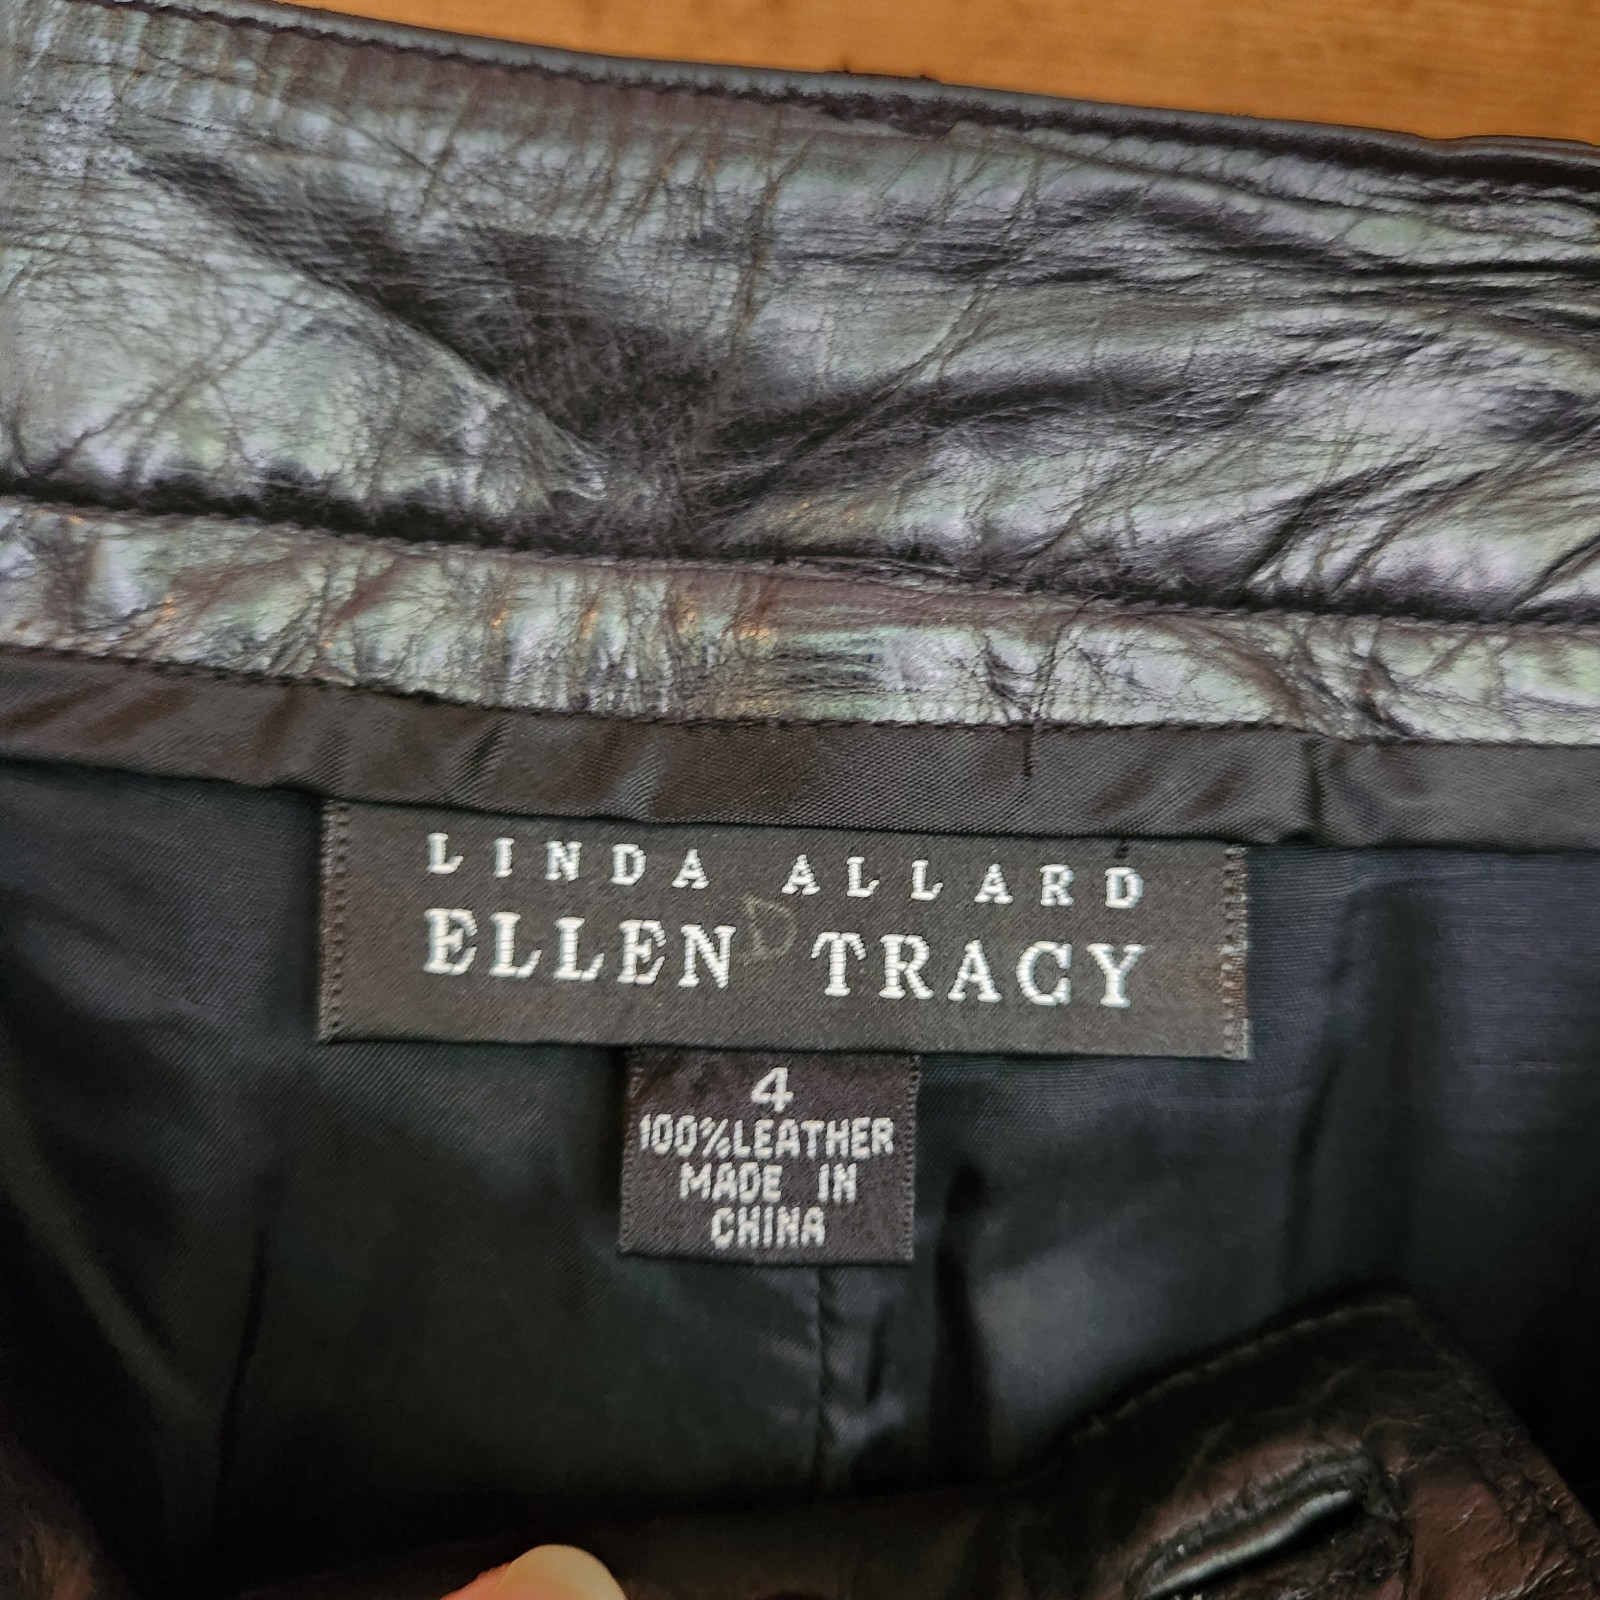 LINDA ALLARD
ELLEN TRACY
4
100%LEATHER
MADE IN
CHINA